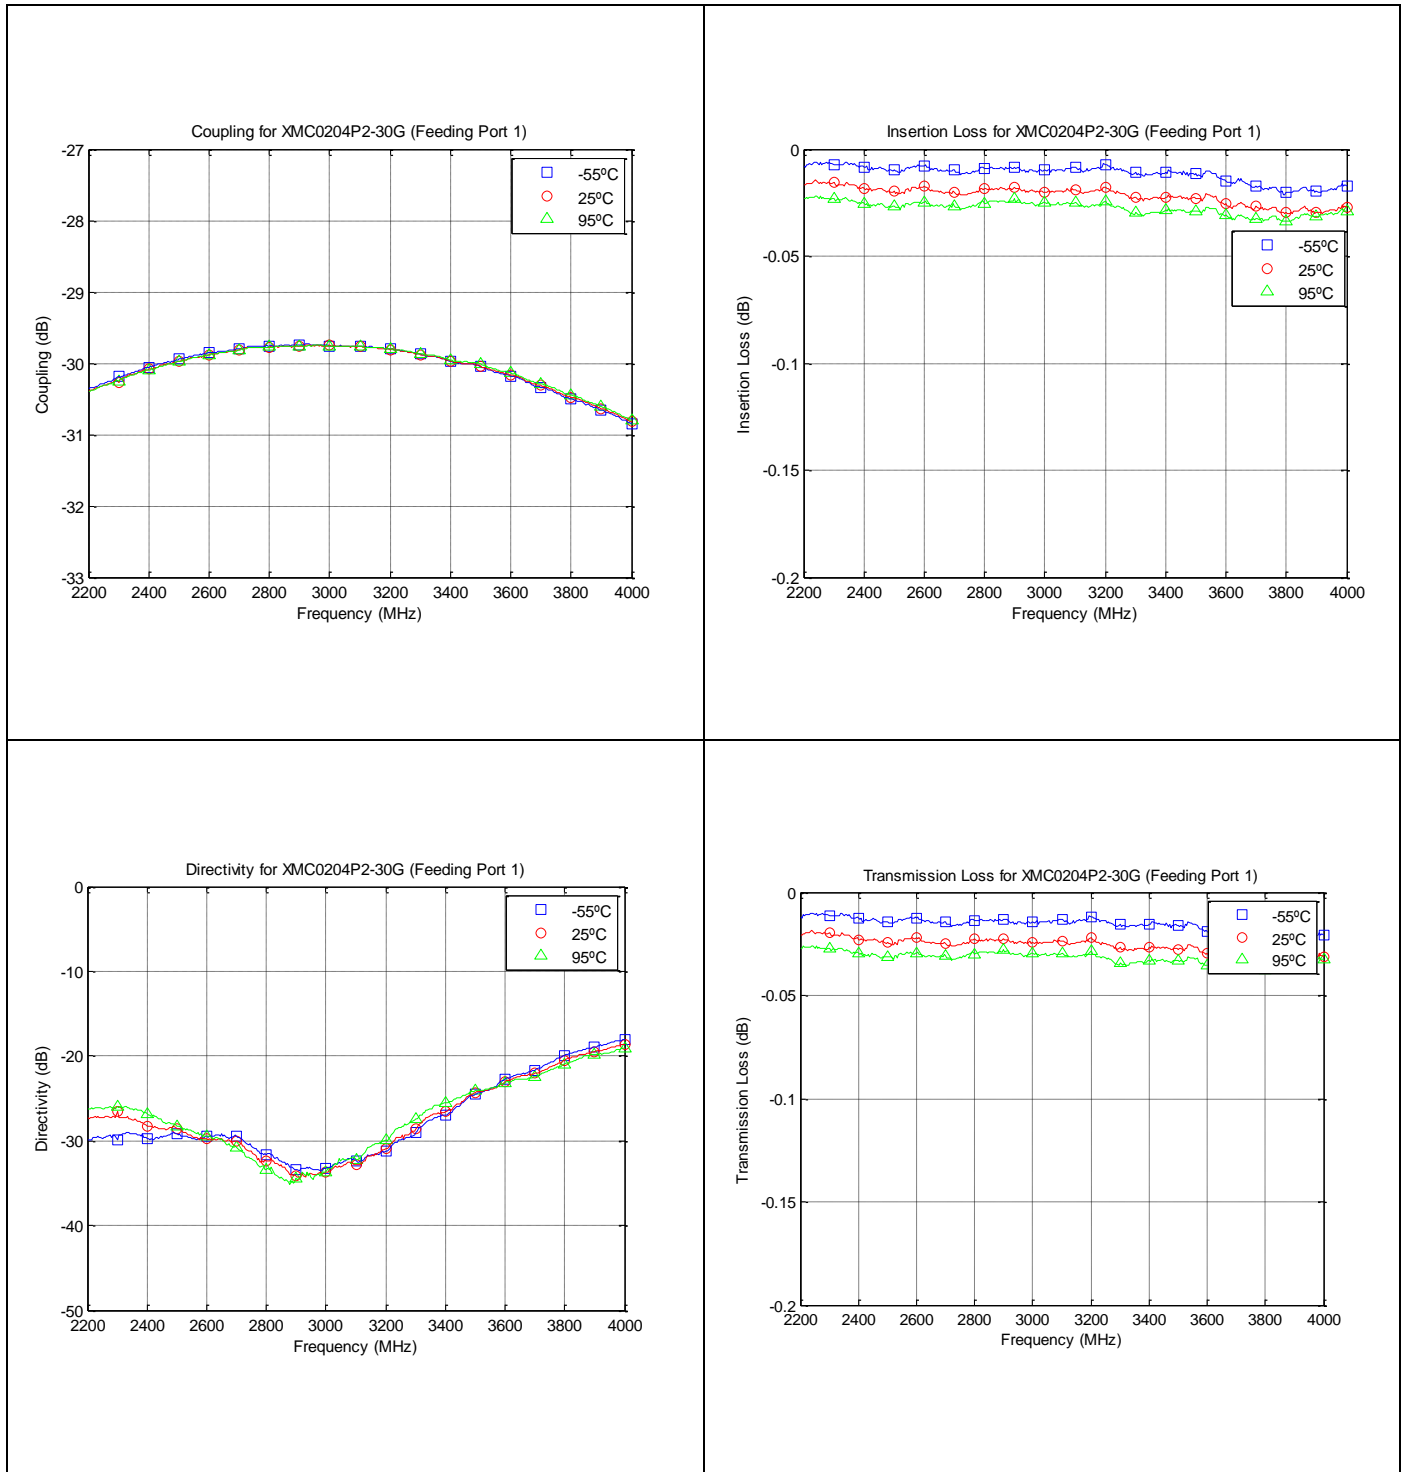 Coupling for XMC0204P2-30G (Feeding Port 1)
-27
-28
-29
-30
-31
-32
-33
Coupling (dB)
-55ºC
25ºC
95ºC
2200 2400 2600 2800 3000 3200 3400 3600 3800 4000
Frequency (MHz)
Insertion Loss for XMC0204P2-30G (Feeding Port 1)
0
-0.05
-0.1
-0.15
-0.2
Insertion Loss (dB)
-55ºC
25ºC
95ºC
2200 2400 2600 2800 3000 3200 3400 3600 3800 4000
Frequency (MHz)
Directivity for XMC0204P2-30G (Feeding Port 1)
0
-10
-20
-30
-40
-50
Directivity (dB)
-55ºC
25ºC
95ºC
2200 2400 2600 2800 3000 3200 3400 3600 3800 4000
Frequency (MHz)
Transmission Loss for XMC0204P2-30G (Feeding Port 1)
0
-0.05
-0.1
-0.15
-0.2
Transmission Loss (dB)
-55ºC
25ºC
95ºC
2200 2400 2600 2800 3000 3200 3400 3600 3800 4000
Frequency (MHz)